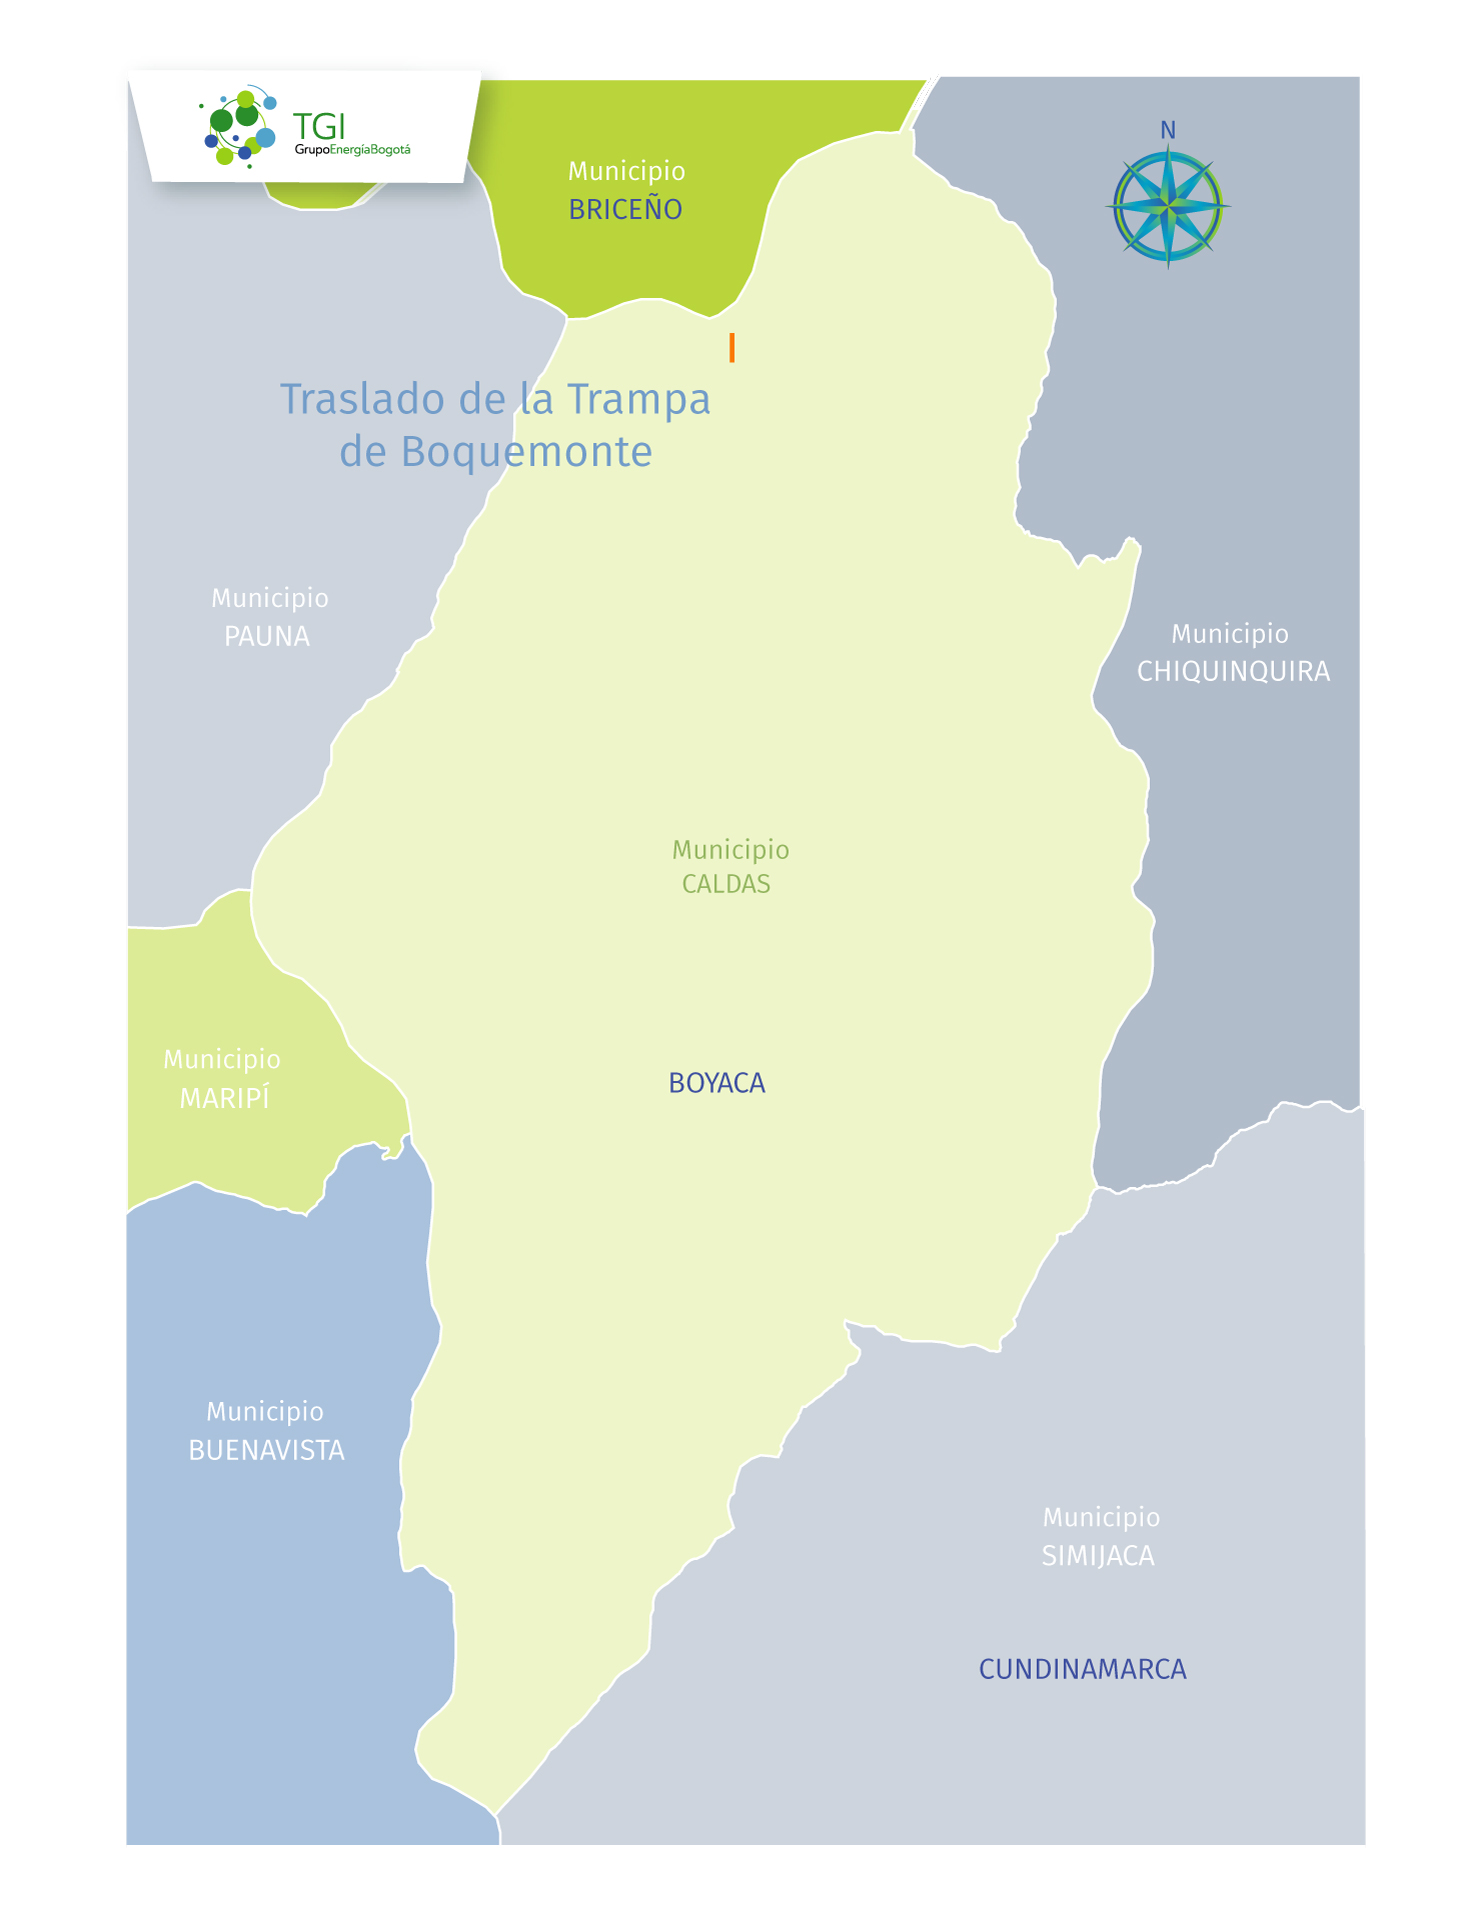 TGI
GrupoEnergíaBogotá
N
Municipio
BRICEÑO
Traslado de la Trampa
de Boquemonte
Municipio
PAUNA
Municipio
CHIQUINQUIRA
Municipio
CALDAS
Municipio
MARIPÍ
BOYACA
Municipio
BUENAVISTA
Municipio
SIMIJACA
CUNDINAMARCA